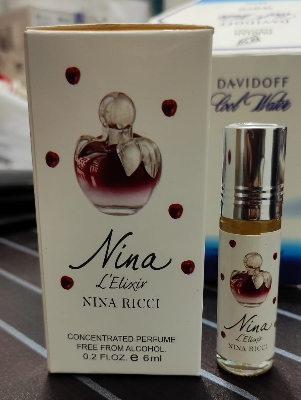 DAVIDOFF
Cool Water
Nina
L'Elixir
NINA RICCI
CONCENTRATED PERFUME
FREE FROM ALCOHOL.
0.2 FL.OZ. e 6ml
Nina
L'Elixir
NINA RICCI